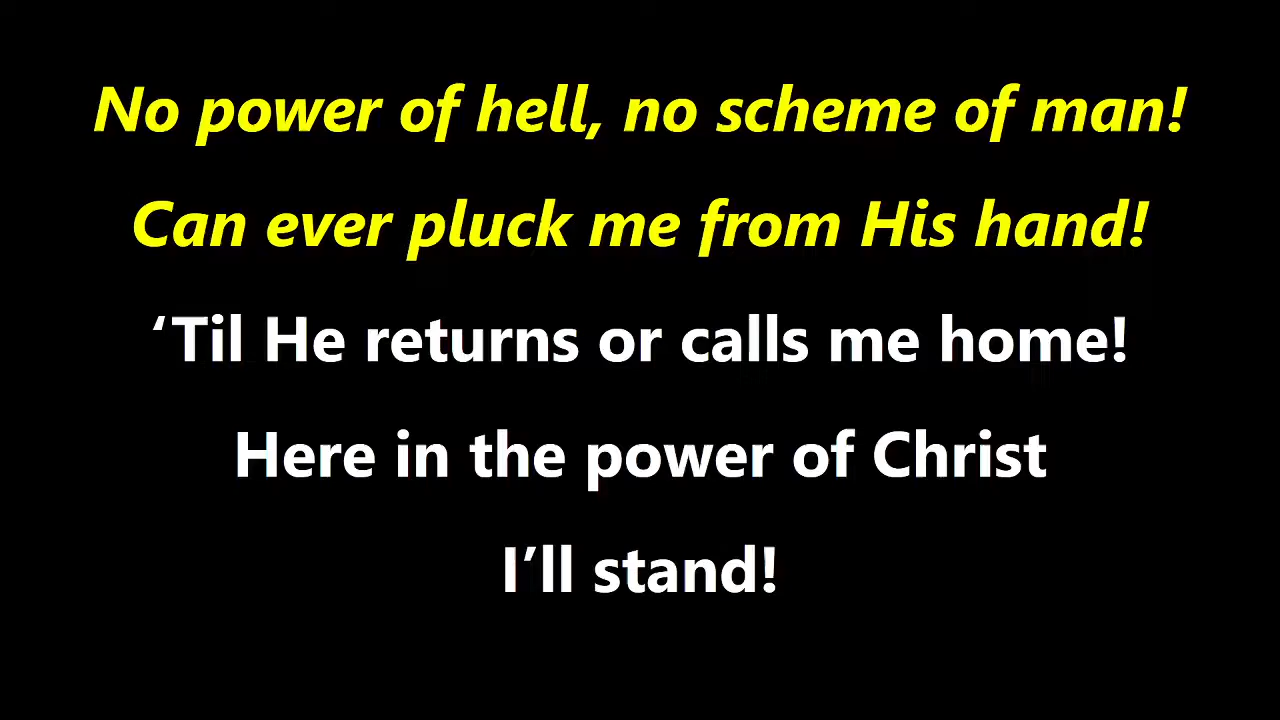 No power of hell, no scheme of man!
Can ever pluck me from His hand!
‘Til He returns or calls me home!
Here in the power of Christ
I’ll stand!